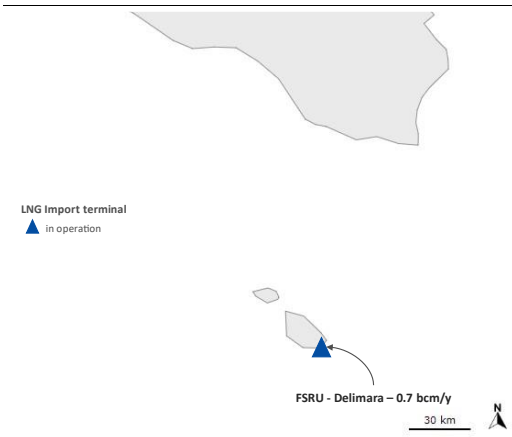 LNG Import terminal
in operation
FSRU - Delimara – 0.7 bcm/y
N
30 km